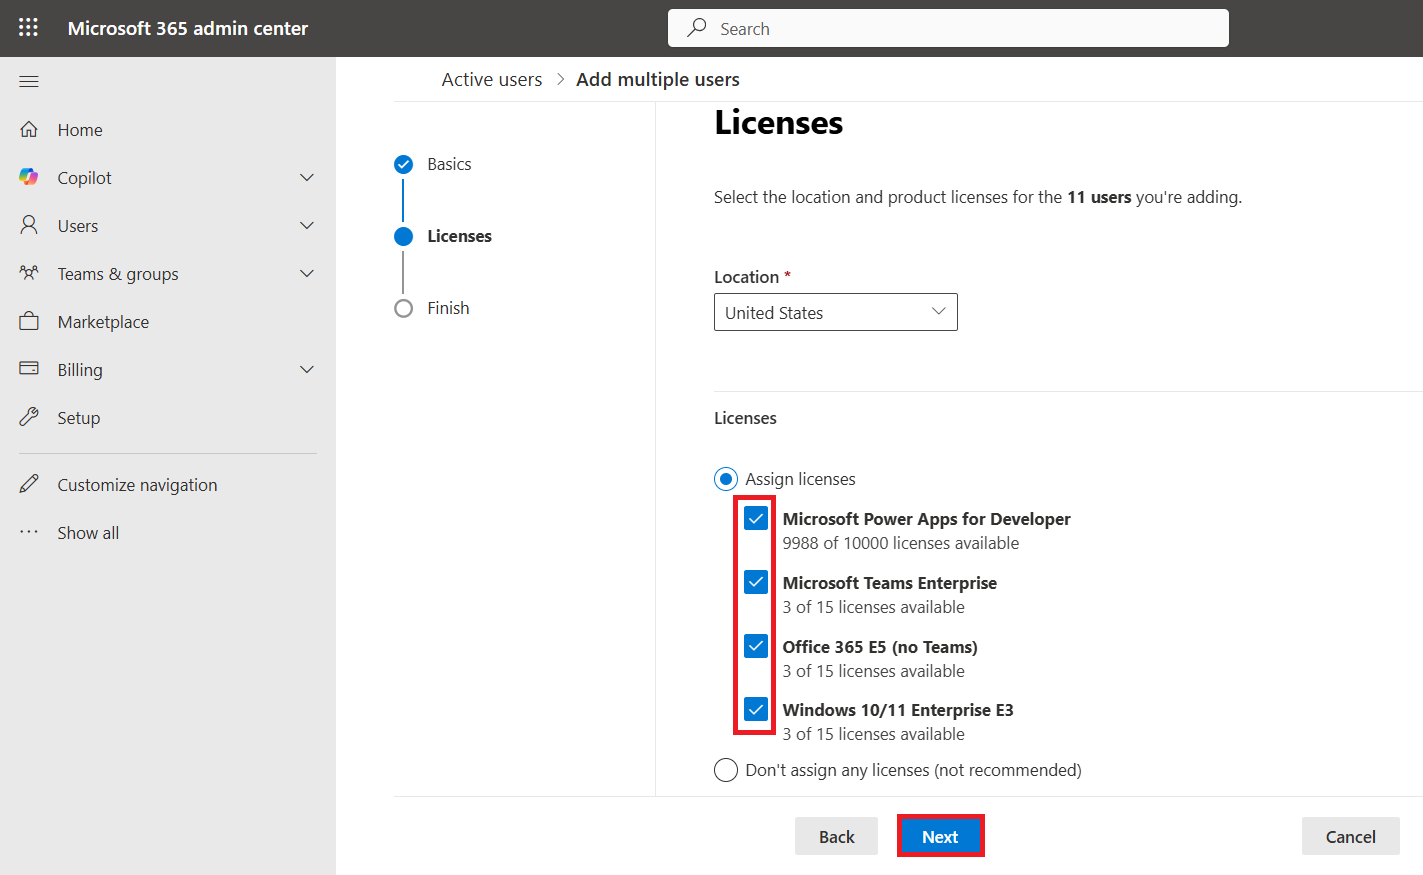 Microsoft 365 admin center
Search
Home
Copilot
Users
Teams & groups
Marketplace
Billing
Setup
Customize navigation
Show all
Active users > Add multiple users
Basics
Licenses
Finish
Licenses
Select the location and product licenses for the 11 users you're adding.
Location *
United States
Licenses
Assign licenses
Microsoft Power Apps for Developer
9988 of 10000 licenses available
Microsoft Teams Enterprise
3 of 15 licenses available
Office 365 E5 (no Teams)
3 of 15 licenses available
Windows 10/11 Enterprise E3
3 of 15 licenses available
Don't assign any licenses (not recommended)
Back
Next
Cancel